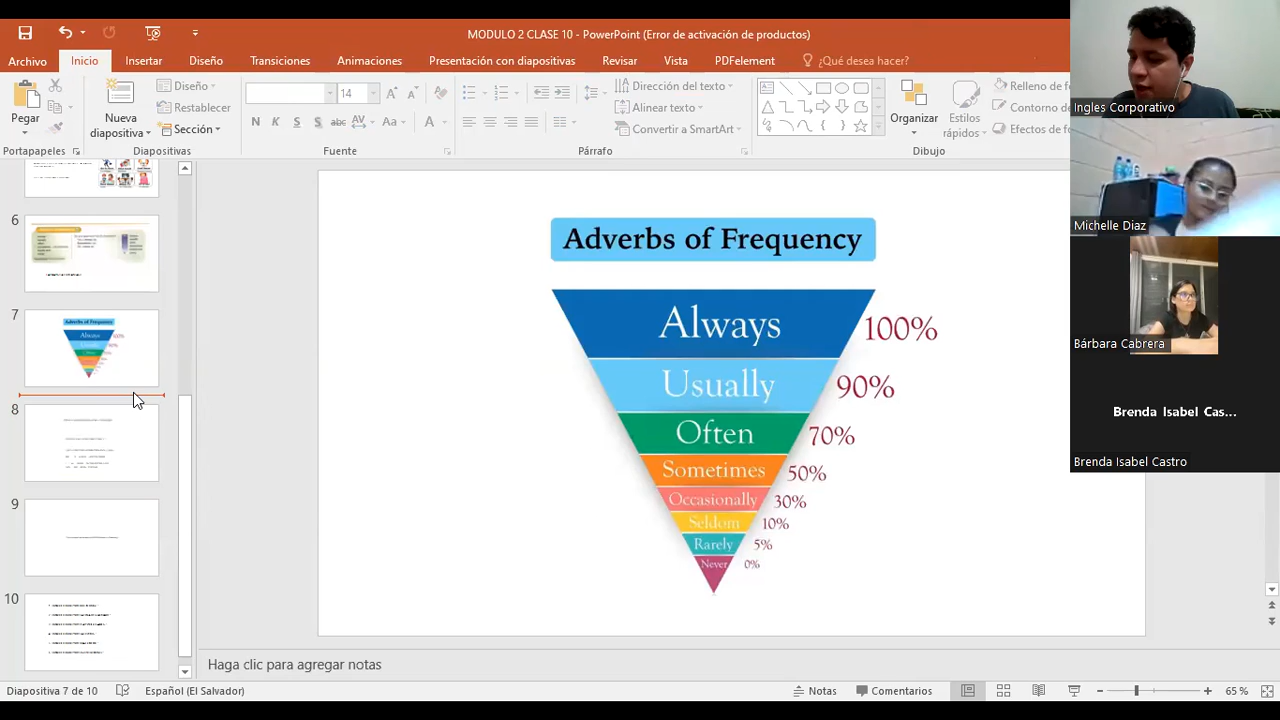 MODULO 2 CLASE 10 - PowerPoint (Error de activación de productos)
Archivo Inicio Insertar Diseño Transiciones Animaciones Presentación con diapositivas Revisar Vista PDFelement ¿Qué desea hacer?
Pegar
Nueva diapositiva
Diseño
Restablecer
Sección
14
N K S S abc AV Aa A
Dirección del texto
Alinear texto
Convertir a SmartArt
Organizar
Estilos rápidos
Relleno
Contorno de
Efectos de fo
Portapapeles Diapositivas Fuente Párrafo Dibujo
6
7
8
9
10
Adverbs of Frequency
Always 100%
Usually 90%
Often 70%
Sometimes 50%
Occasionally 30%
Seldom 10%
Rarely 5%
Never 0%
Ingles Corporativo
Michelle Diaz
Bárbara Cabrera
Brenda Isabel Cas...
Brenda Isabel Castro
Haga clic para agregar notas
Diapositiva 7 de 10 Español (El Salvador) Notas Comentarios 65 %